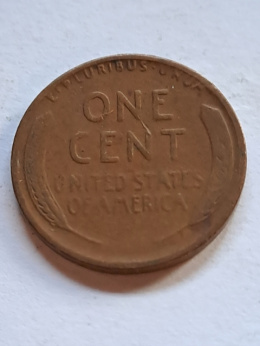 E·PLURIBUS·UNUM
ONE
CENT
UNITED STATES
OF AMERICA